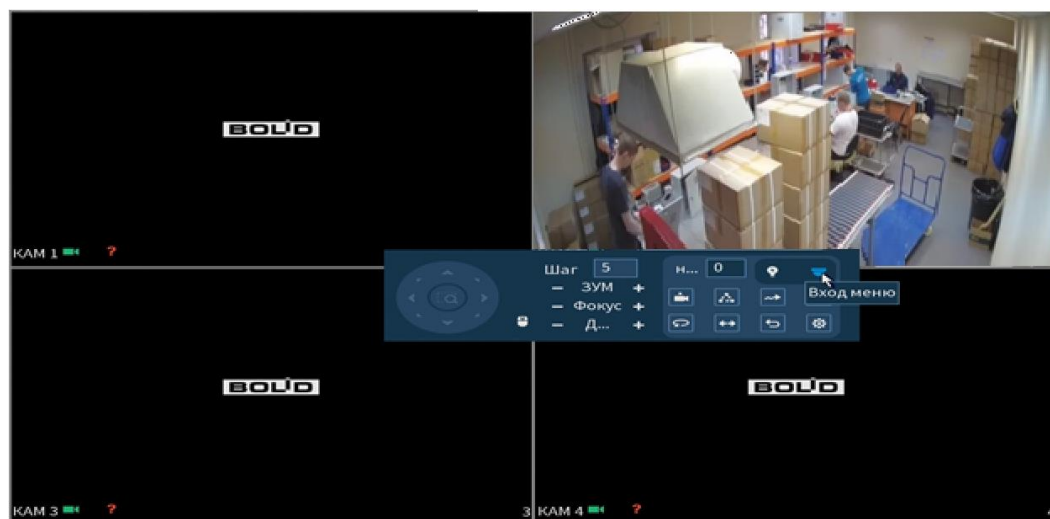 BOLID
КАМ 1 ?
Шаг 5
– ЗУМ +
– Фокус +
– Д... +
н... 0
Вход меню
BOLID
BOLID
КАМ 3 ? 3
КАМ 4 ?